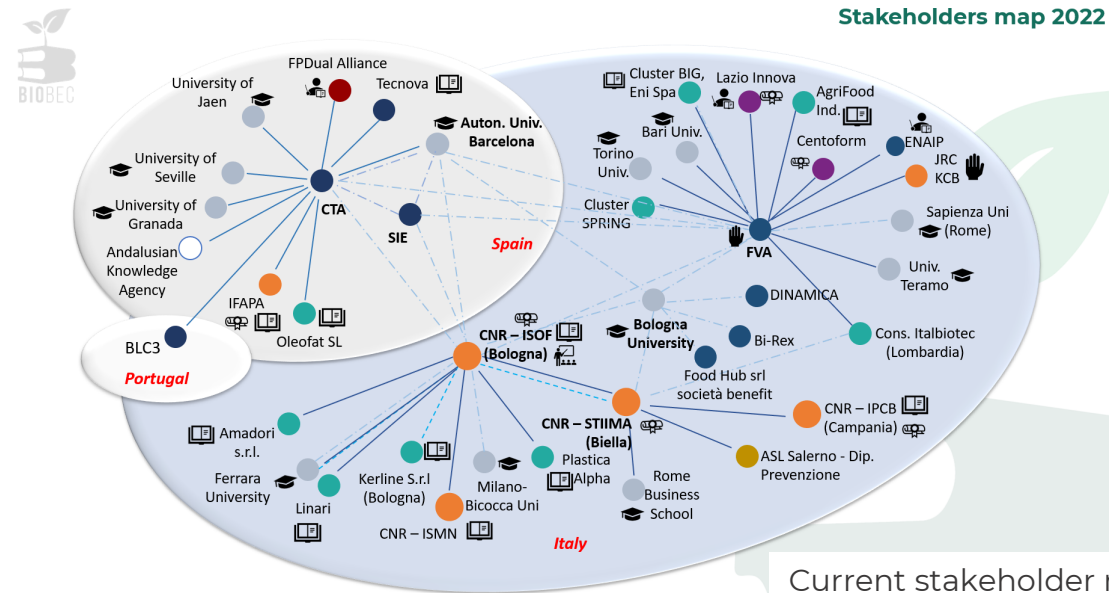 Stakeholders map 2022
BIOBEC
FPDual Alliance
University of
Jaen
Tecnova
Auton. Univ.
Barcelona
University of
Seville
University of
Granada
CTA
SIE
Spain
Andalusian
Knowledge
Agency
IFAPA
Oleofat SL
BLC3
Portugal
Cluster BIG,
Eni Spa
Lazio Innova
AgriFood
Ind.
Bari Univ.
Centoform
ENAIP
Torino
Univ.
JRC
KCB
Cluster
SPRING
Sapienza Uni
(Rome)
FVA
Univ.
Teramo
DINAMICA
Bologna
University
Bi-Rex
Cons. Italbiotec
(Lombardia)
Food Hub srl
società benefit
CNR – ISOF
(Bologna)
CNR – STIIMA
(Biella)
CNR – IPCB
(Campania)
Amadori
s.r.l.
ASL Salerno - Dip.
Prevenzione
Ferrara
University
Linari
Kerline S.r.l
(Bologna)
Milano-
Bicocca Uni
Plastica
Alpha
Rome
Business
School
CNR – ISMN
Italy
Current stakeholder